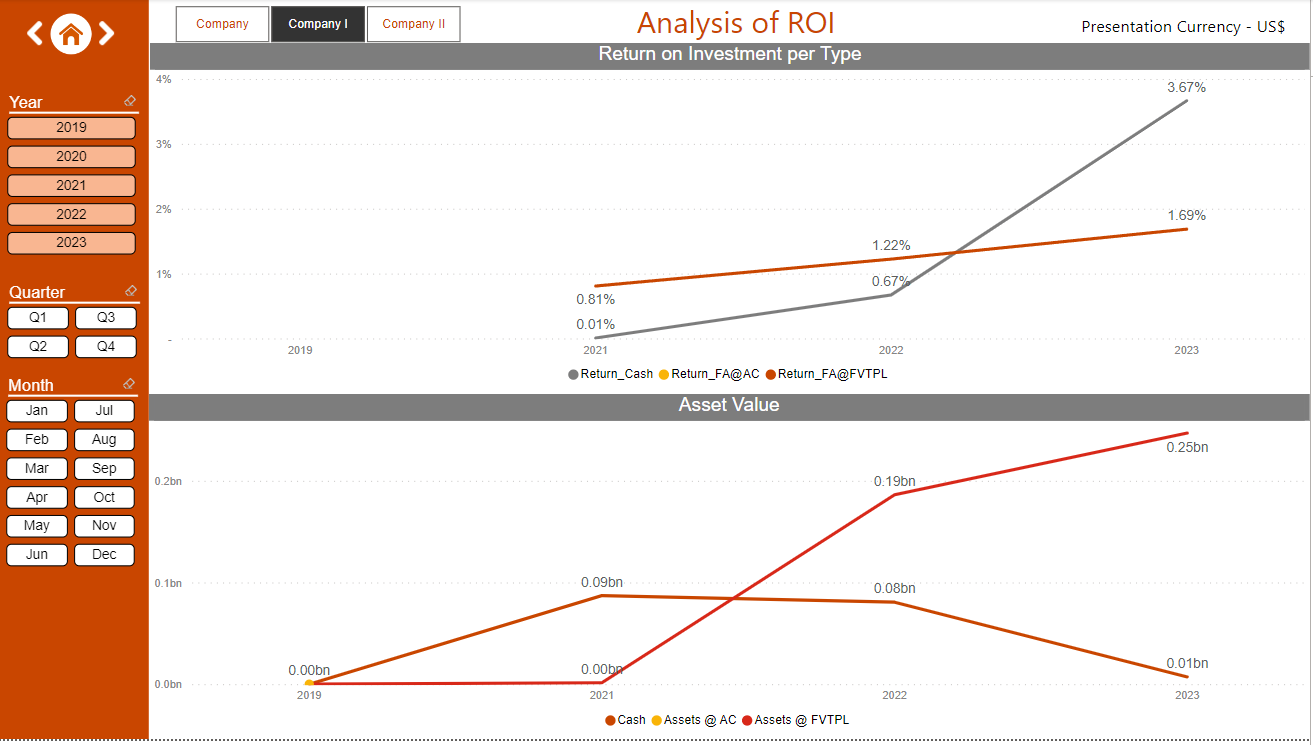 Company
Company I
Company II
Analysis of ROI
Presentation Currency - US$
Year
2019
2020
2021
2022
2023
Quarter
Q1 Q3
Q2 Q4
Month
Jan Jul
Feb Aug
Mar Sep
Apr Oct
May Nov
Jun Dec
Return on Investment per Type
4%
3%
2%
1%
-
3.67%
1.69%
1.22%
0.67%
0.81%
0.01%
2019 2021 2022 2023
Return_Cash Return_FA@AC Return_FA@FVTPL
Asset Value
0.2bn
0.1bn
0.0bn
0.25bn
0.19bn
0.09bn
0.08bn
0.00bn
0.00bn
0.01bn
2019 2021 2022 2023
Cash Assets @ AC Assets @ FVTPL